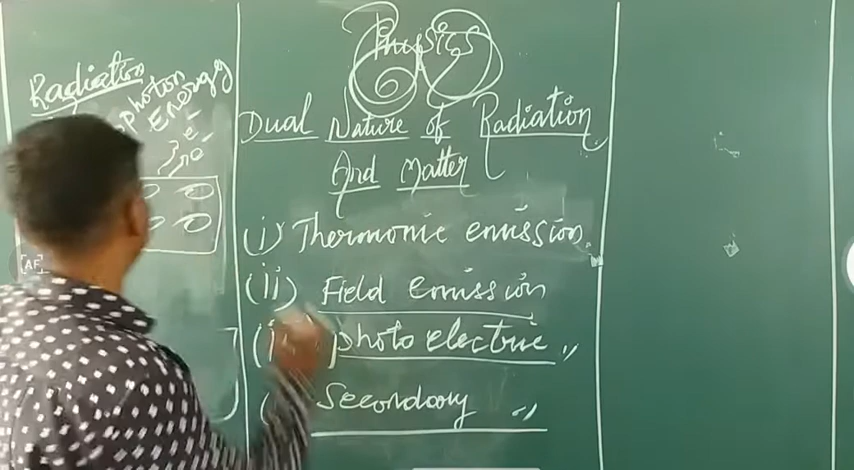 Physics
Radiation
photon
Energy
e-
Dual Nature of Radiation
And Matter
(i) Thermonic emission
(ii) Field Emission
photo electric "
Secondary "